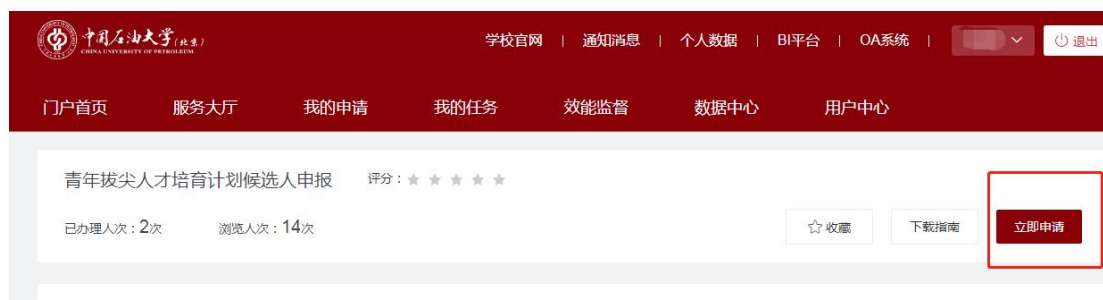 中国石油大学(北京)
CHINA UNIVERSITY OF PETROLEUM
学校官网 | 通知消息 | 个人数据 | BI平台 | OA系统 | 退出
门户首页 服务大厅 我的申请 我的任务 效能监督 数据中心 用户中心
青年拔尖人才培育计划候选人申报 评分:
已办理人次:2次 浏览人次:14次 收藏 下载指南 立即申请